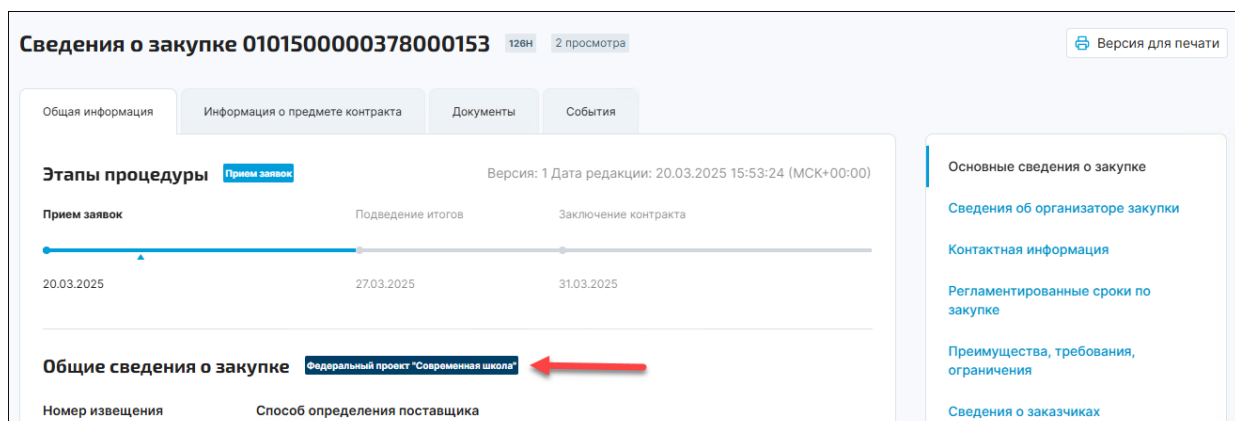 Сведения о закупке 0101500000378000153 126Н 2 просмотра
Версия для печати
Общая информация
Информация о предмете контракта
Документы
События
Этапы процедуры Прием заявок
Версия: 1 Дата редакции: 20.03.2025 15:53:24 (МСК+00:00)
Прием заявок
Подведение итогов
Заключение контракта
20.03.2025
27.03.2025
31.03.2025
Общие сведения о закупке Федеральный проект "Современная школа"
Номер извещения
Способ определения поставщика
Основные сведения о закупке
Сведения об организаторе закупки
Контактная информация
Регламентированные сроки по
закупке
Преимущества, требования,
ограничения
Сведения о заказчиках